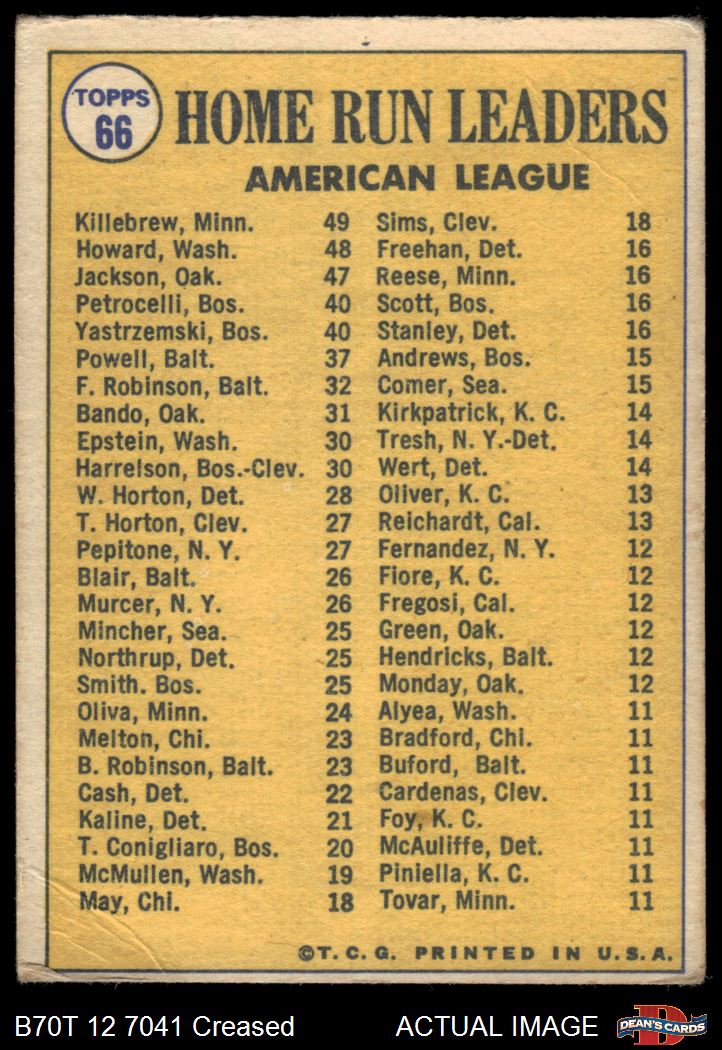 TOPPS
66
HOME RUN LEADERS
AMERICAN LEAGUE
Killebrew, Minn. 49
Howard, Wash. 48
Jackson, Oak. 47
Petrocelli, Bos. 40
Yastrzemski, Bos. 40
Powell, Balt. 37
F. Robinson, Balt. 32
Bando, Oak. 31
Epstein, Wash. 30
Harrelson, Bos.-Clev. 30
W. Horton, Det. 28
T. Horton, Clev. 27
Pepitone, N. Y. 27
Blair, Balt. 26
Murcer, N. Y. 26
Mincher, Sea. 25
Northrup, Det. 25
Smith. Bos. 25
Oliva, Minn. 24
Melton, Chi. 23
B. Robinson, Balt. 23
Cash, Det. 22
Kaline, Det. 21
T. Conigliaro, Bos. 20
McMullen, Wash. 19
May, Chi. 18
Sims, Clev. 18
Freehan, Det. 16
Reese, Minn. 16
Scott, Bos. 16
Stanley, Det. 16
Andrews, Bos. 15
Comer, Sea. 15
Kirkpatrick, K. C. 14
Tresh, N. Y.-Det. 14
Wert, Det. 14
Oliver, K. C. 13
Reichardt, Cal. 13
Fernandez, N. Y. 12
Fiore, K. C. 12
Fregosi, Cal. 12
Green, Oak. 12
Hendricks, Balt. 12
Monday, Oak. 12
Alyea, Wash. 11
Bradford, Chi. 11
Buford, Balt. 11
Cardenas, Clev. 11
Foy, K. C. 11
McAuliffe, Det. 11
Piniella, K. C. 11
Tovar, Minn. 11
©T. C. G. PRINTED IN U.S.A.
B70T 12 7041 Creased ACTUAL IMAGE
DEAN'S CARDS